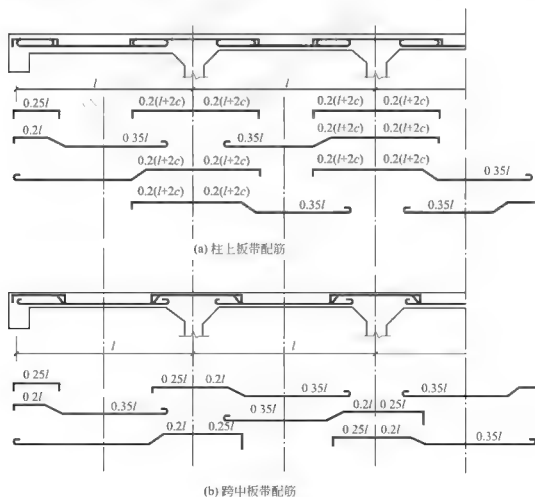 l l
0.25l 0.2(l+2c) 0.2(l+2c) 0.2(l+2c) 0.2(l+2c)
0.2l 0.35l 0.35l 0.2(l+2c) 0.2(l+2c)
0.2(l+2c) 0.2(l+2c) 0.2(l+2c) 0.2(l+2c) 0.35l
0.2(l+2c) 0.2(l+2c) 0.35l 0.35l
(a) 柱上板带配筋
l l
0 25l 0 25l 0.2l 0.35l 0.35l
0 2l 0.35l 0 35l 0.2l 0 25l
0.2l 0.25l 0 25l 0.2l 0.35l
(b) 跨中板带配筋